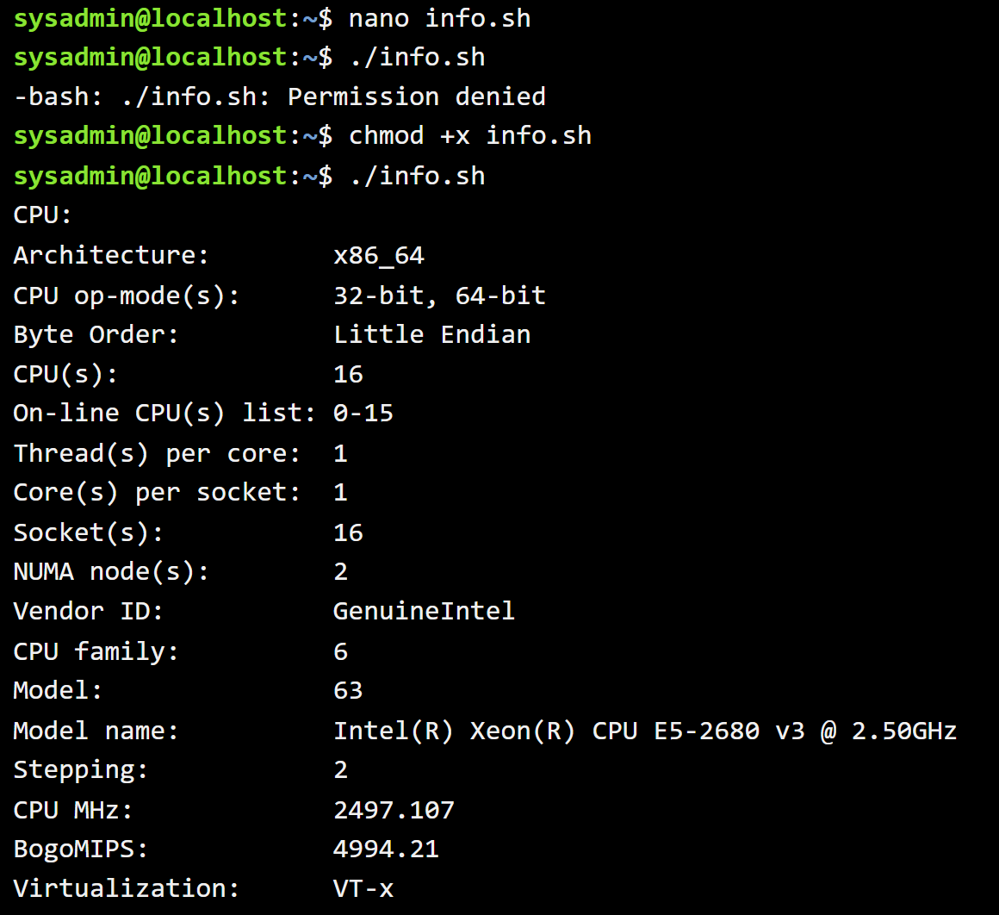 sysadmin@localhost:~$ nano info.sh
sysadmin@localhost:~$ ./info.sh
-bash: ./info.sh: Permission denied
sysadmin@localhost:~$ chmod +x info.sh
sysadmin@localhost:~$ ./info.sh
CPU:
Architecture:        x86_64
CPU op-mode(s):      32-bit, 64-bit
Byte Order:          Little Endian
CPU(s):              16
On-line CPU(s) list: 0-15
Thread(s) per core:  1
Core(s) per socket:  1
Socket(s):           16
NUMA node(s):        2
Vendor ID:           GenuineIntel
CPU family:          6
Model:               63
Model name:          Intel(R) Xeon(R) CPU E5-2680 v3 @ 2.50GHz
Stepping:            2
CPU MHz:             2497.107
BogoMIPS:            4994.21
Virtualization:      VT-x